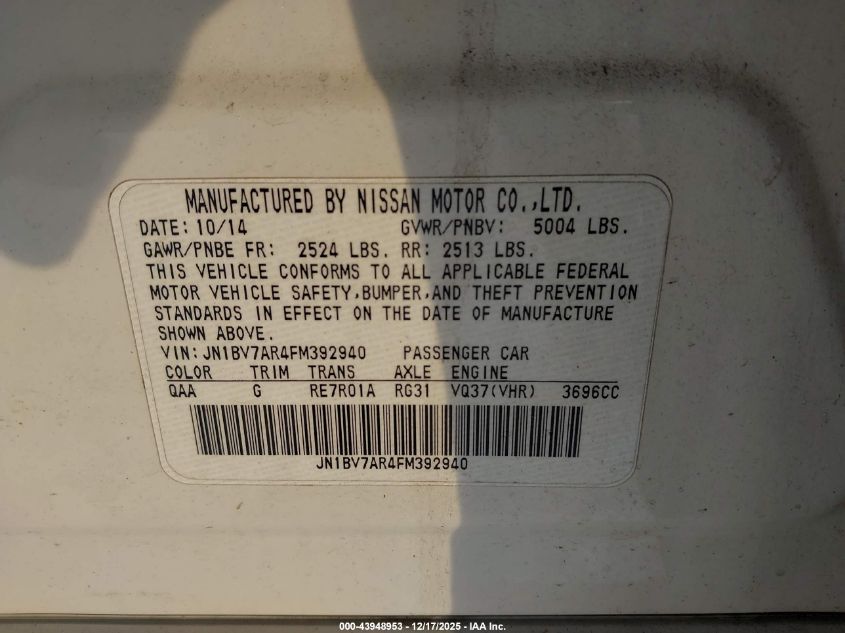 MANUFACTURED BY NISSAN MOTOR CO.,LTD.
DATE: 10/14 GVWR/PNBV: 5004 LBS.
GAWR/PNBE FR: 2524 LBS. RR: 2513 LBS.
THIS VEHICLE CONFORMS TO ALL APPLICABLE FEDERAL
MOTOR VEHICLE SAFETY,BUMPER,AND THEFT PREVENTION
STANDARDS IN EFFECT ON THE DATE OF MANUFACTURE
SHOWN ABOVE.
VIN: JN1BV7AR4FM392940 PASSENGER CAR
COLOR TRIM TRANS AXLE ENGINE
QAA G RE7R01A RG31 VQ37(VHR) 3696CC
JN1BV7AR4FM392940
000-43948953 - 12/17/2025 - IAA Inc.